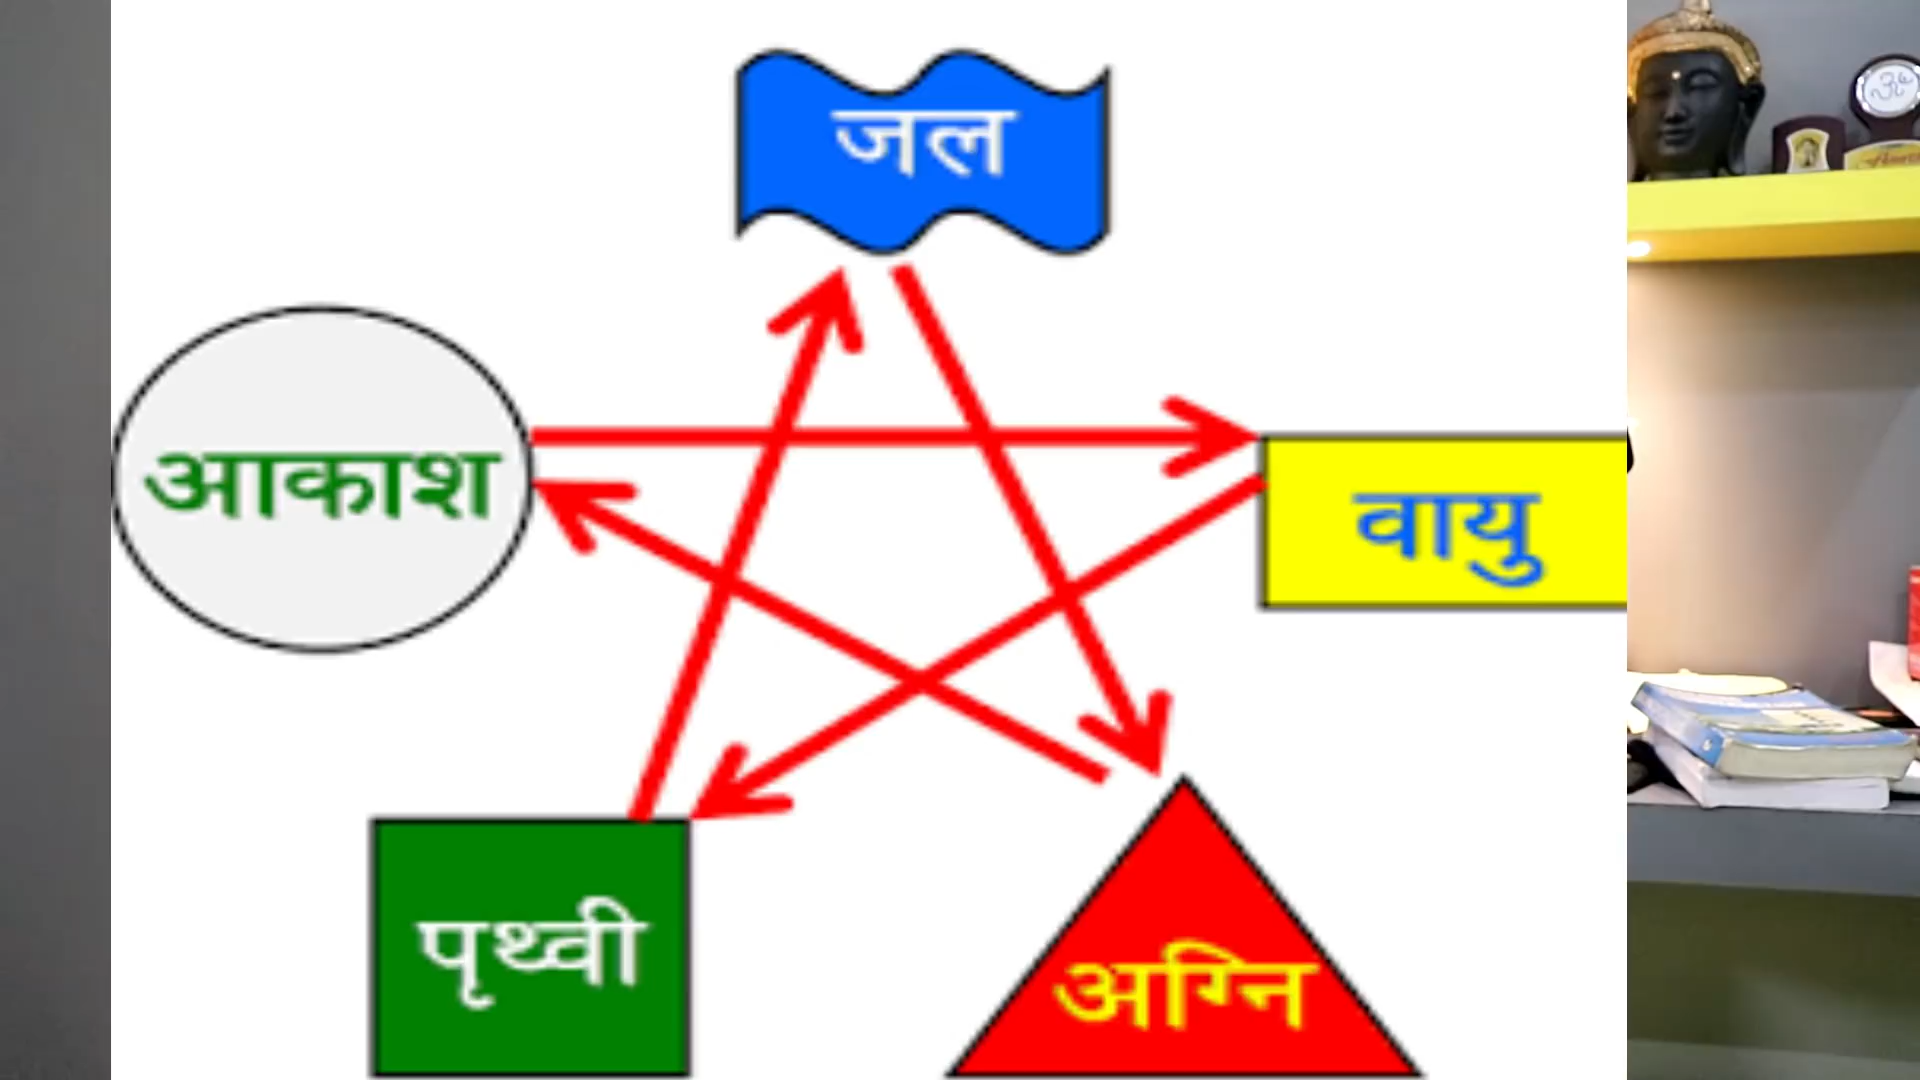 जल
आकाश
वायु
पृथ्वी
अग्नि